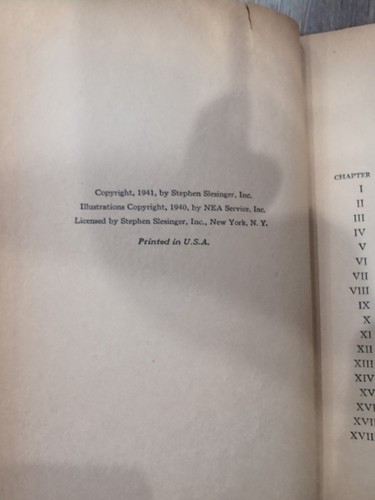 Copyright, 1941, by Stephen Slesinger, Inc.
Illustrations Copyright, 1940, by NEA Service, Inc.
Licensed by Stephen Slesinger, Inc., New York, N. Y.
Printed in U.S.A.
CHAPTER
I
II
III
IV
V
VI
VII
VIII
IX
X
XI
XII
XIII
XIV
XV
XVI
XVII
XVII